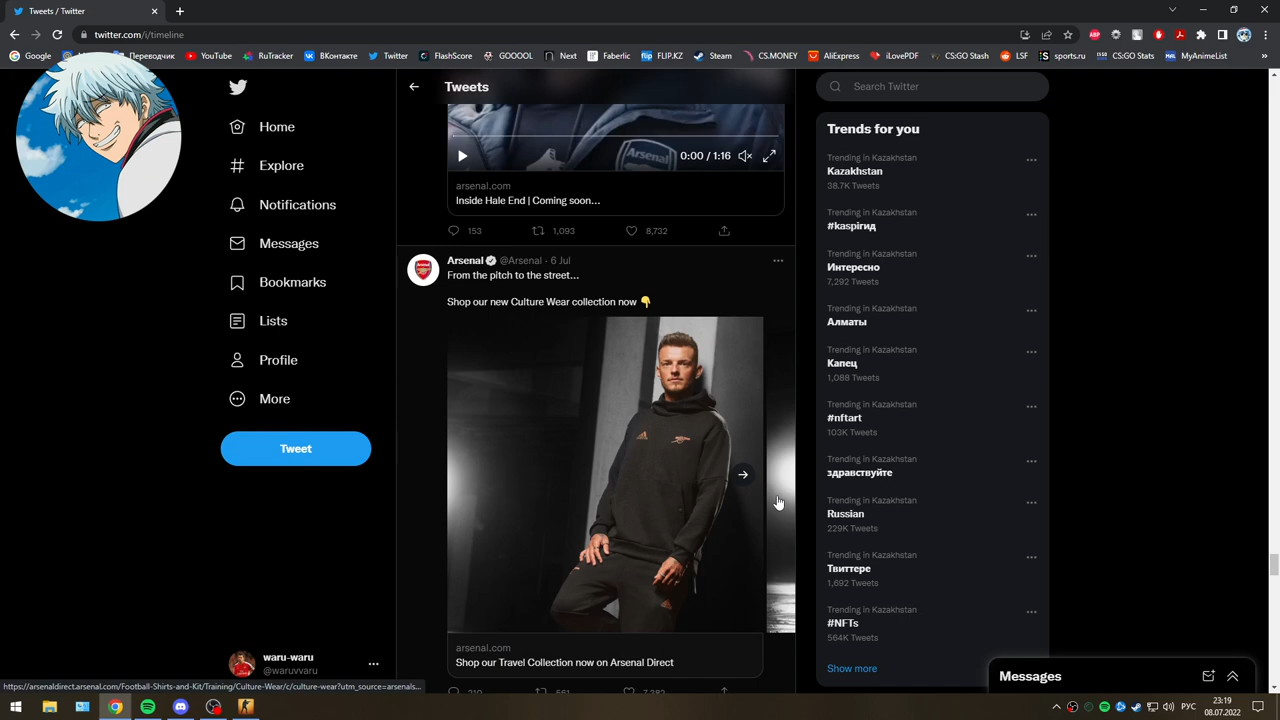 Tweets / Twitter
twitter.com/i/timeline
Google
Переводчик
YouTube
RuTracker
ВКонтакте
Twitter
FlashScore
GOOOOL
Next
Faberlic
FLIP.KZ
Steam
CS.MONEY
AliExpress
iLovePDF
CS:GO Stash
LSF
sports.ru
CS:GO Stats
MyAnimeList
Home
Explore
Notifications
Messages
Bookmarks
Lists
Profile
More
Tweet
waru-waru
@waruvvaru
Tweets
Arsenal
0:00 / 1:16
arsenal.com
Inside Hale End | Coming soon...
153
1,093
8,732
Arsenal @Arsenal · 6 Jul
From the pitch to the street...
Shop our new Culture Wear collection now 👇
arsenal.com
Shop our Travel Collection now on Arsenal Direct
210
561
7,382
Search Twitter
Trends for you
Trending in Kazakhstan
Kazakhstan
38.7K Tweets
Trending in Kazakhstan
#kaspiгид
Trending in Kazakhstan
Интересно
7,292 Tweets
Trending in Kazakhstan
Алматы
Trending in Kazakhstan
Капец
1,088 Tweets
Trending in Kazakhstan
#nftart
103K Tweets
Trending in Kazakhstan
здравствуйте
Trending in Kazakhstan
Russian
229K Tweets
Trending in Kazakhstan
Твиттере
1,692 Tweets
Trending in Kazakhstan
#NFTs
564K Tweets
Show more
Messages
https://arsenaldirect.arsenal.com/Football-Shirts-and-Kit/Training/Culture-Wear/c/culture-wear?utm_source=arsenals...
РУС
23:19
08.07.2022